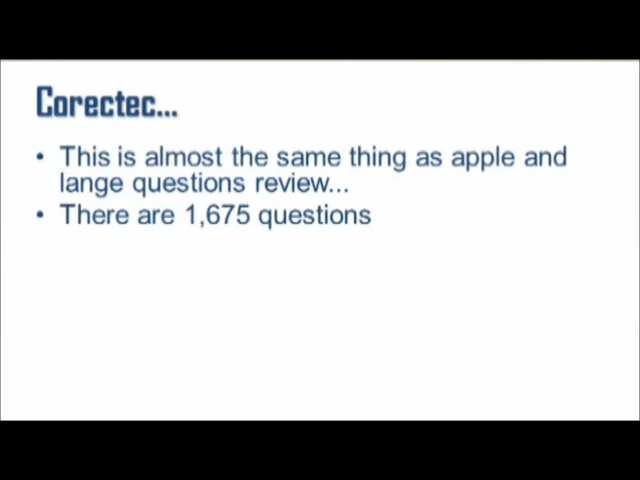 Corectec...
• This is almost the same thing as apple and
lange questions review...
• There are 1,675 questions